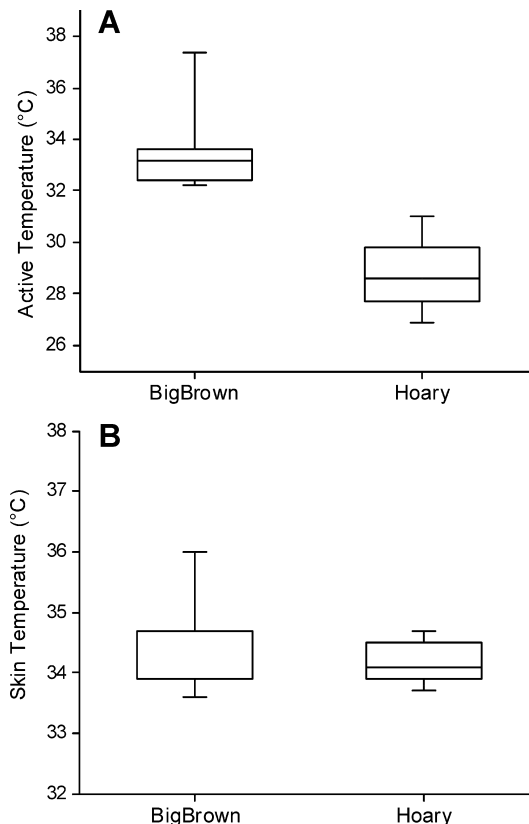 A
Active Temperature (°C)
38
36
34
32
30
28
26
BigBrown Hoary
B
Skin Temperature (°C)
38
37
36
35
34
33
32
BigBrown Hoary